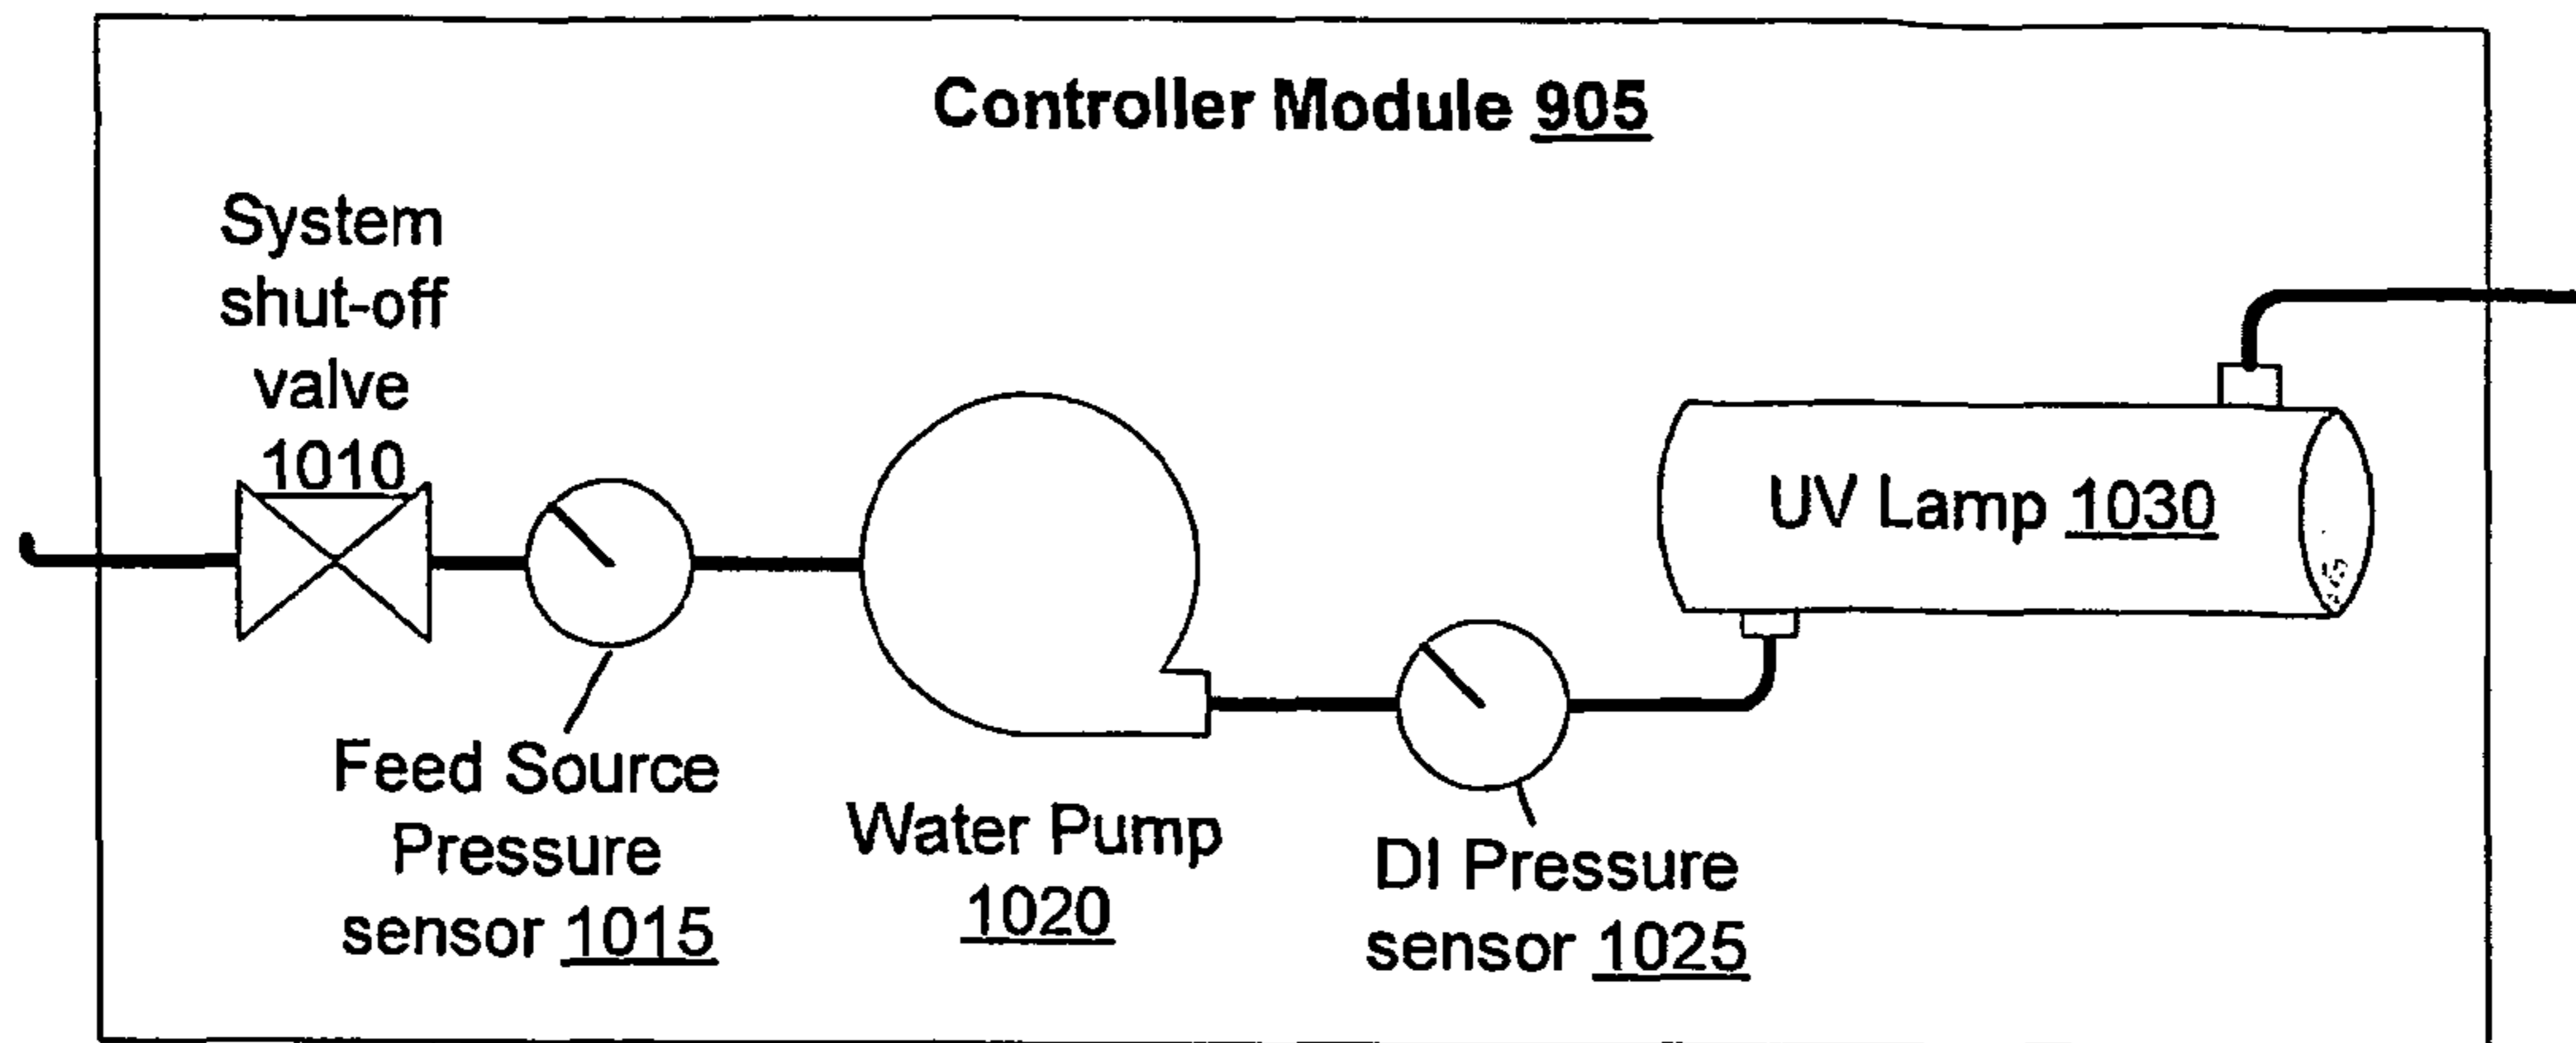 Controller Module 905
System
shut-off
valve
1010
Feed Source
Pressure
sensor 1015
Water Pump
1020
DI Pressure
sensor 1025
UV Lamp 1030